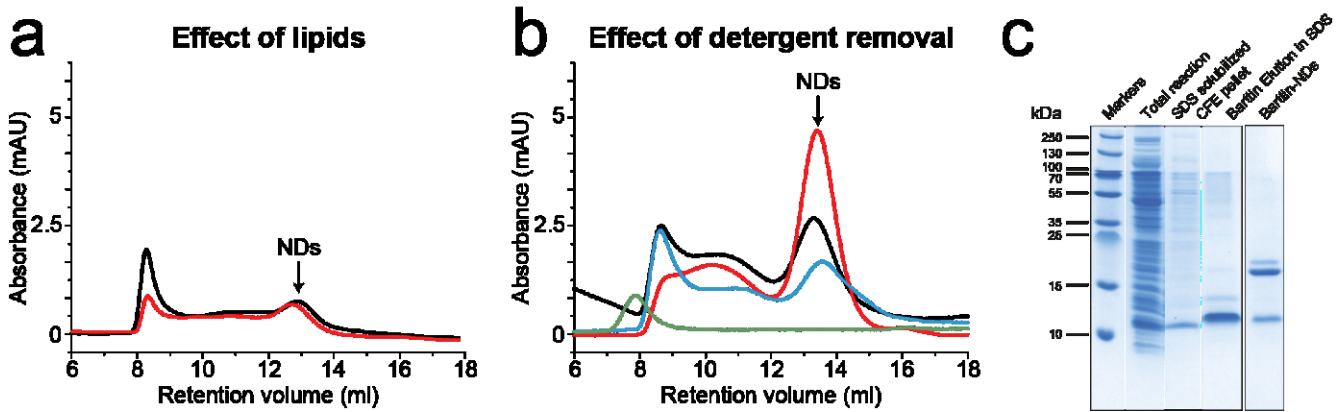 a
Effect of lipids
Absorbance (mAU)
5
2.5
0
NDs
6 8 10 12 14 16 18
Retention volume (ml)
b
Effect of detergent removal
Absorbance (mAU)
5
2.5
0
NDs
6 8 10 12 14 16 18
Retention volume (ml)
c
kDa
Markers
Total reaction
SDS solubilized
CFE pellet
Barttin Elution in SDS
Barttin-NDs
250
130
100
70
55
35
25
15
10